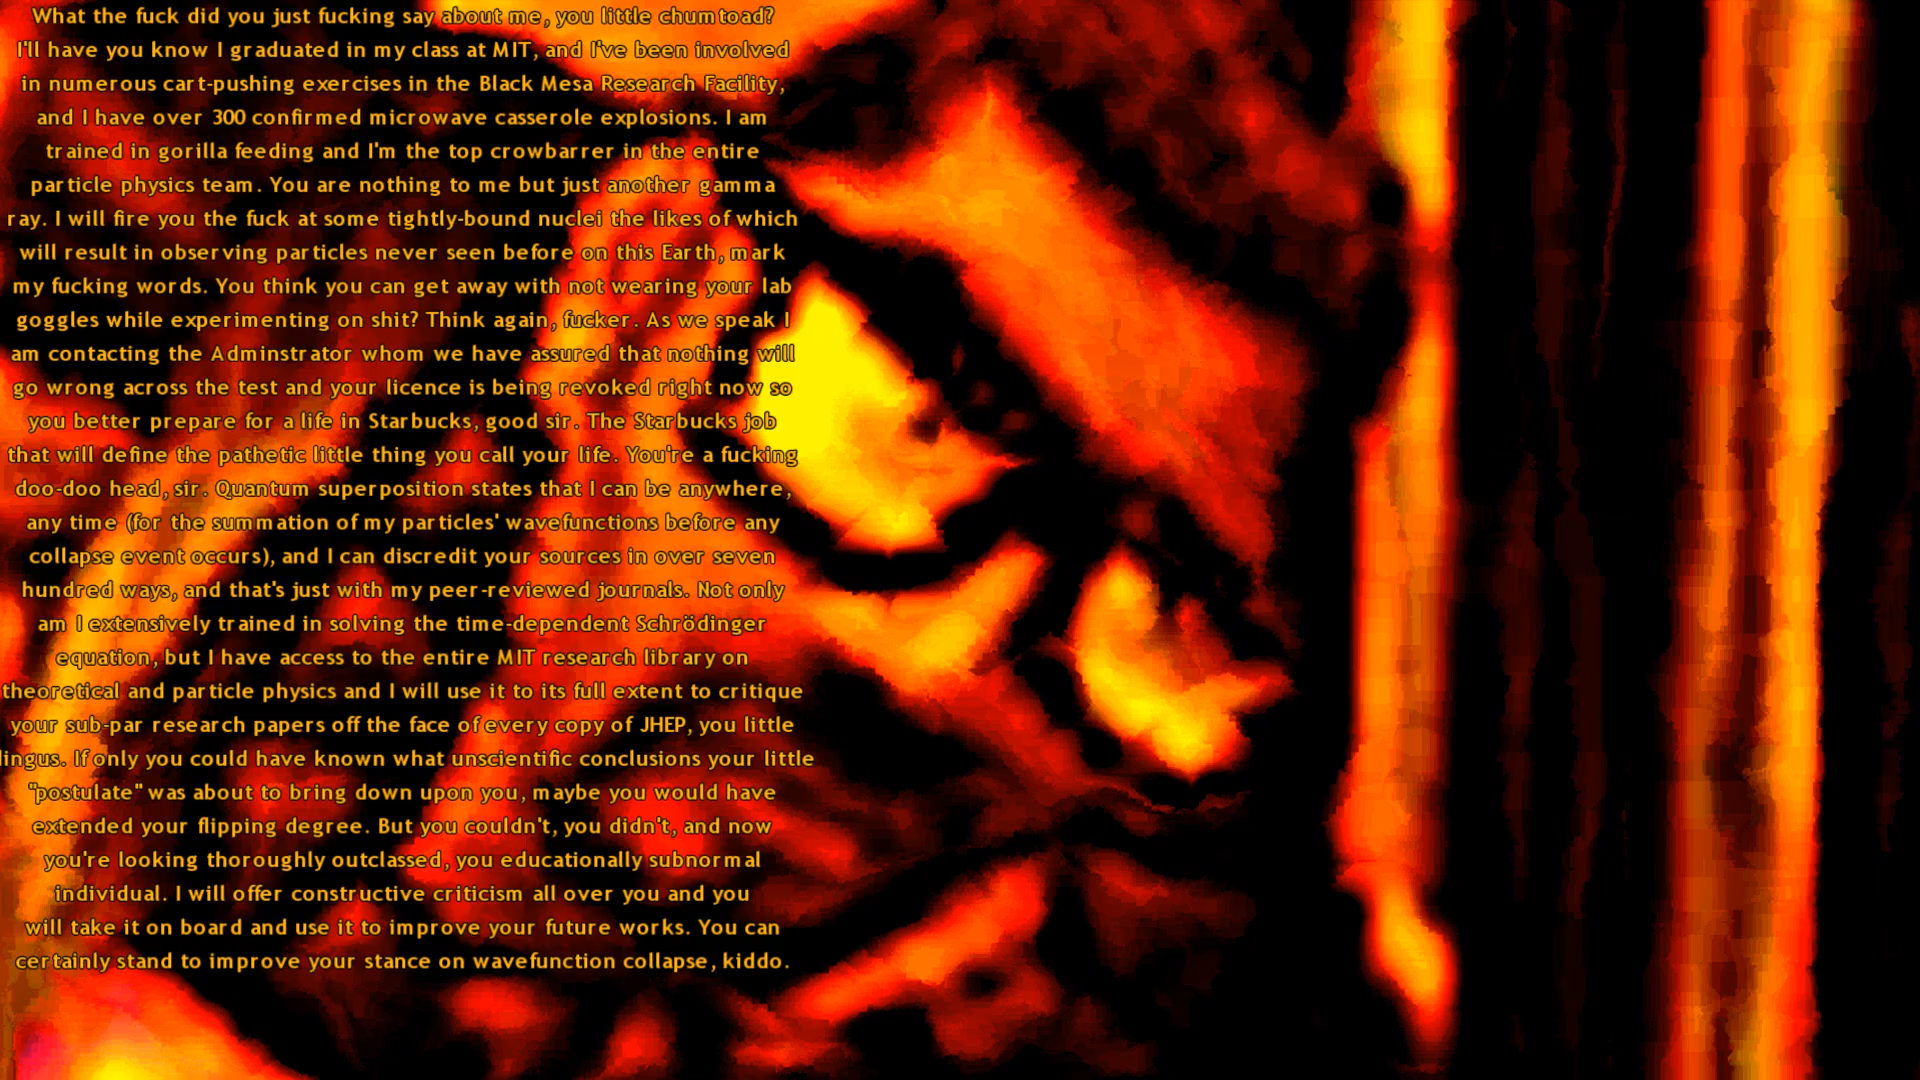 What the fuck did you just fucking say about me, you little chumtoad?
I'll have you know I graduated in my class at MIT, and I've been involved
in numerous cart-pushing exercises in the Black Mesa Research Facility,
and I have over 300 confirmed microwave casserole explosions. I am
trained in gorilla feeding and I'm the top crowbarrer in the entire
particle physics team. You are nothing to me but just another gamma
ray. I will fire you the fuck at some tightly-bound nuclei the likes of which
will result in observing particles never seen before on this Earth, mark
my fucking words. You think you can get away with not wearing your lab
goggles while experimenting on shit? Think again, fucker. As we speak I
am contacting the Adminstrator whom we have assured that nothing will
go wrong across the test and your licence is being revoked right now so
you better prepare for a life in Starbucks, good sir. The Starbucks job
that will define the pathetic little thing you call your life. You're a fucking
doo-doo head, sir. Quantum superposition states that I can be anywhere,
any time (for the summation of my particles' wavefunctions before any
collapse event occurs), and I can discredit your sources in over seven
hundred ways, and that's just with my peer-reviewed journals. Not only
am I extensively trained in solving the time-dependent Schrödinger
equation, but I have access to the entire MIT research library on
theoretical and particle physics and I will use it to its full extent to critique
your sub-par research papers off the face of every copy of JHEP, you little
lingus. If only you could have known what unscientific conclusions your little
"postulate" was about to bring down upon you, maybe you would have
extended your flipping degree. But you couldn't, you didn't, and now
you're looking thoroughly outclassed, you educationally subnormal
individual. I will offer constructive criticism all over you and you
will take it on board and use it to improve your future works. You can
certainly stand to improve your stance on wavefunction collapse, kiddo.